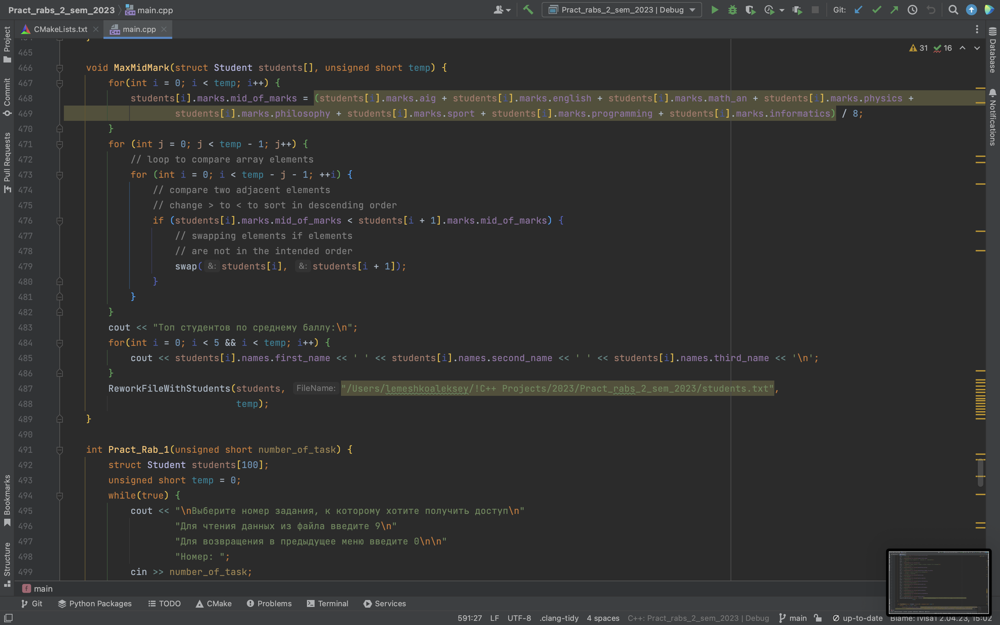 Pract_rabs_2_sem_2023 main.cpp
Pract_rabs_2_sem_2023 | Debug
Git:
CMakeLists.txt
main.cpp
31 16
Project
Commit
Pull Requests
Bookmarks
Structure
Database
Notifications
465
466 void MaxMidMark(struct Student students[], unsigned short temp) {
467 for(int i = 0; i < temp; i++) {
468 students[i].marks.mid_of_marks = (students[i].marks.aig + students[i].marks.english + students[i].marks.math_an + students[i].marks.physics +
469 students[i].marks.philosophy + students[i].marks.sport + students[i].marks.programming + students[i].marks.informatics) / 8;
470 }
471 for (int j = 0; j < temp - 1; j++) {
472 // loop to compare array elements
473 for (int i = 0; i < temp - j - 1; ++i) {
474 // compare two adjacent elements
475 // change > to < to sort in descending order
476 if (students[i].marks.mid_of_marks < students[i + 1].marks.mid_of_marks) {
477 // swapping elements if elements
478 // are not in the intended order
479 swap( &: students[i], &: students[i + 1]);
480 }
481 }
482 }
483 cout << "Топ студентов по среднему баллу:\n";
484 for(int i = 0; i < 5 && i < temp; i++) {
485 cout << students[i].names.first_name << ' ' << students[i].names.second_name << ' ' << students[i].names.third_name << '\n';
486 }
487 ReworkFileWithStudents(students, FileName: "/Users/lemeshkoaleksey/!C++ Projects/2023/Pract_rabs_2_sem_2023/students.txt",
488 temp);
489 }
490
491 int Pract_Rab_1(unsigned short number_of_task) {
492 struct Student students[100];
493 unsigned short temp = 0;
494 while(true) {
495 cout << "\nВыберите номер задания, к которому хотите получить доступ\n"
496 "Для чтения данных из файла введите 9\n"
497 "Для возвращения в предыдущее меню введите 0\n\n"
498 "Номер: ";
499 cin >> number_of_task;
f main
Git Python Packages TODO CMake Problems Terminal Services
591:27 LF UTF-8 .clang-tidy 4 spaces C++: Pract_rabs_2_sem_2023 | Debug main up-to-date Blame: 2.04.23, 15:02